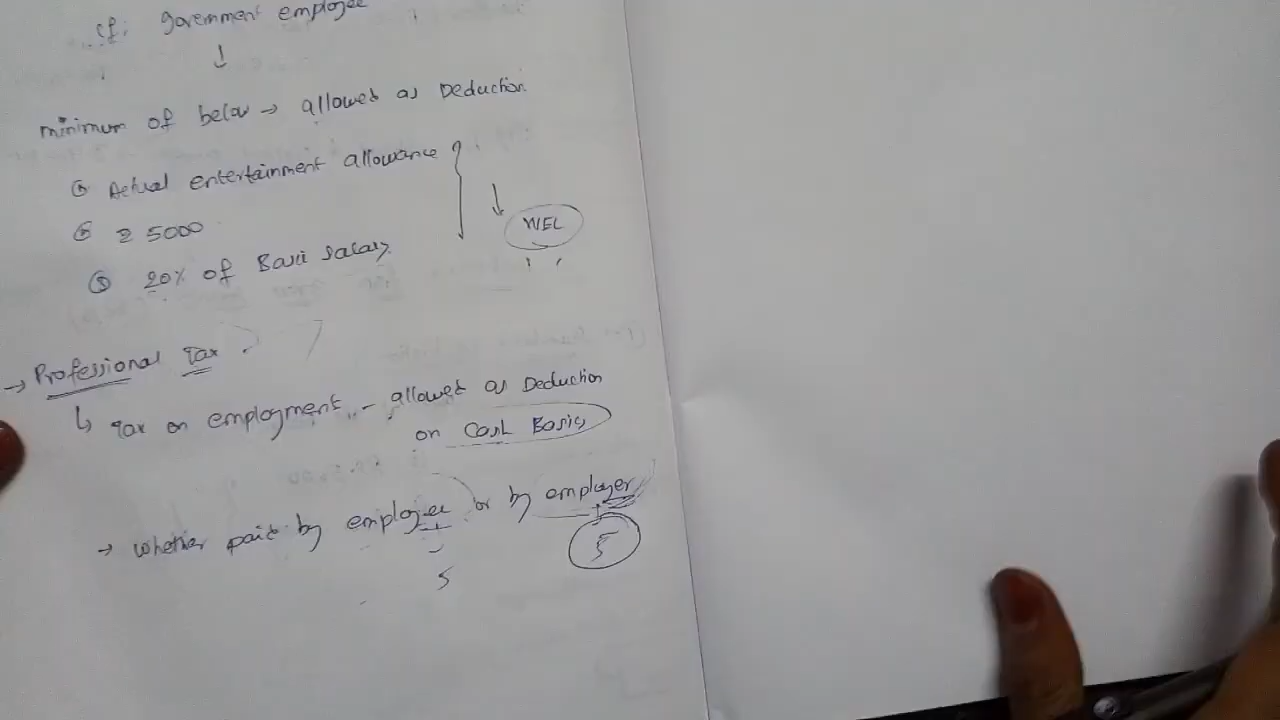 if: government employee
↓
minimum of below → allowed as Deduction
① Actual entertainment allowance
② ₹ 5000
WEL
③ 20% of Basic salary.
→ Professional Tax
↳ Tax on employment - allowed as Deduction
on Cash Basis
→ whether paid by employee or by employer